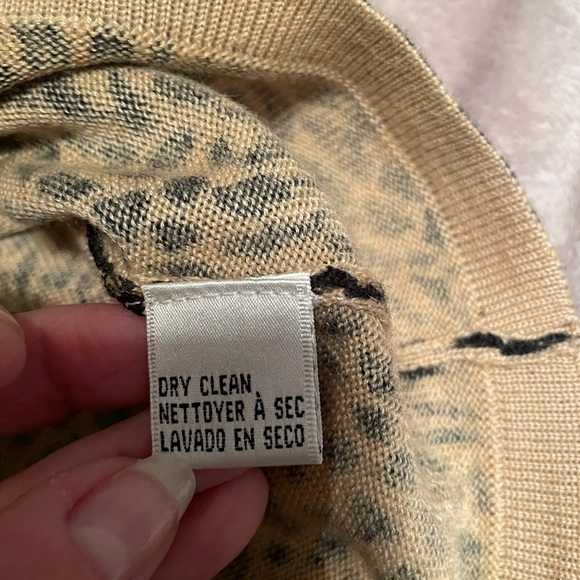 DRY CLEAN
NETTOYER À SEC
LAVADO EN SECO